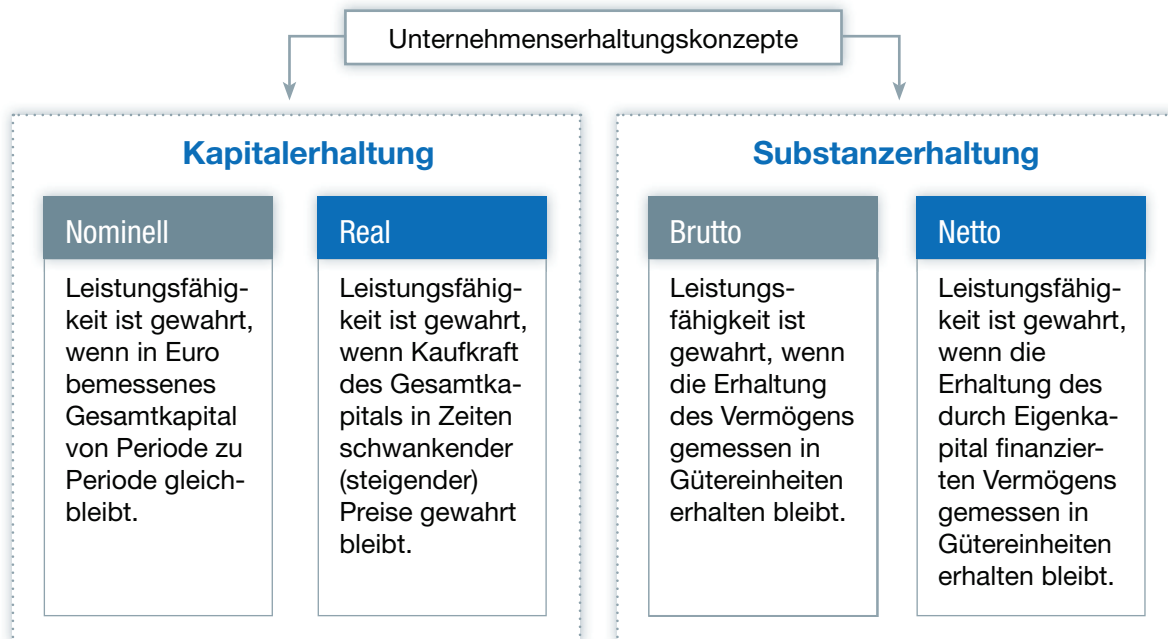 Unternehmenserhaltungskonzepte
Kapitalerhaltung
Nominell
Leistungsfähig-
keit ist gewahrt,
wenn in Euro
bemessenes
Gesamtkapital
von Periode zu
Periode gleich-
bleibt.
Real
Leistungsfähig-
keit ist gewahrt,
wenn Kaufkraft
des Gesamtka-
pitals in Zeiten
schwankender
(steigender)
Preise gewahrt
bleibt.
Substanzerhaltung
Brutto
Leistungs-
fähigkeit ist
gewahrt, wenn
die Erhaltung
des Vermögens
gemessen in
Gütereinheiten
erhalten bleibt.
Netto
Leistungsfähig-
keit ist gewahrt,
wenn die
Erhaltung des
durch Eigenka-
pital finanzier-
ten Vermögens
gemessen in
Gütereinheiten
erhalten bleibt.